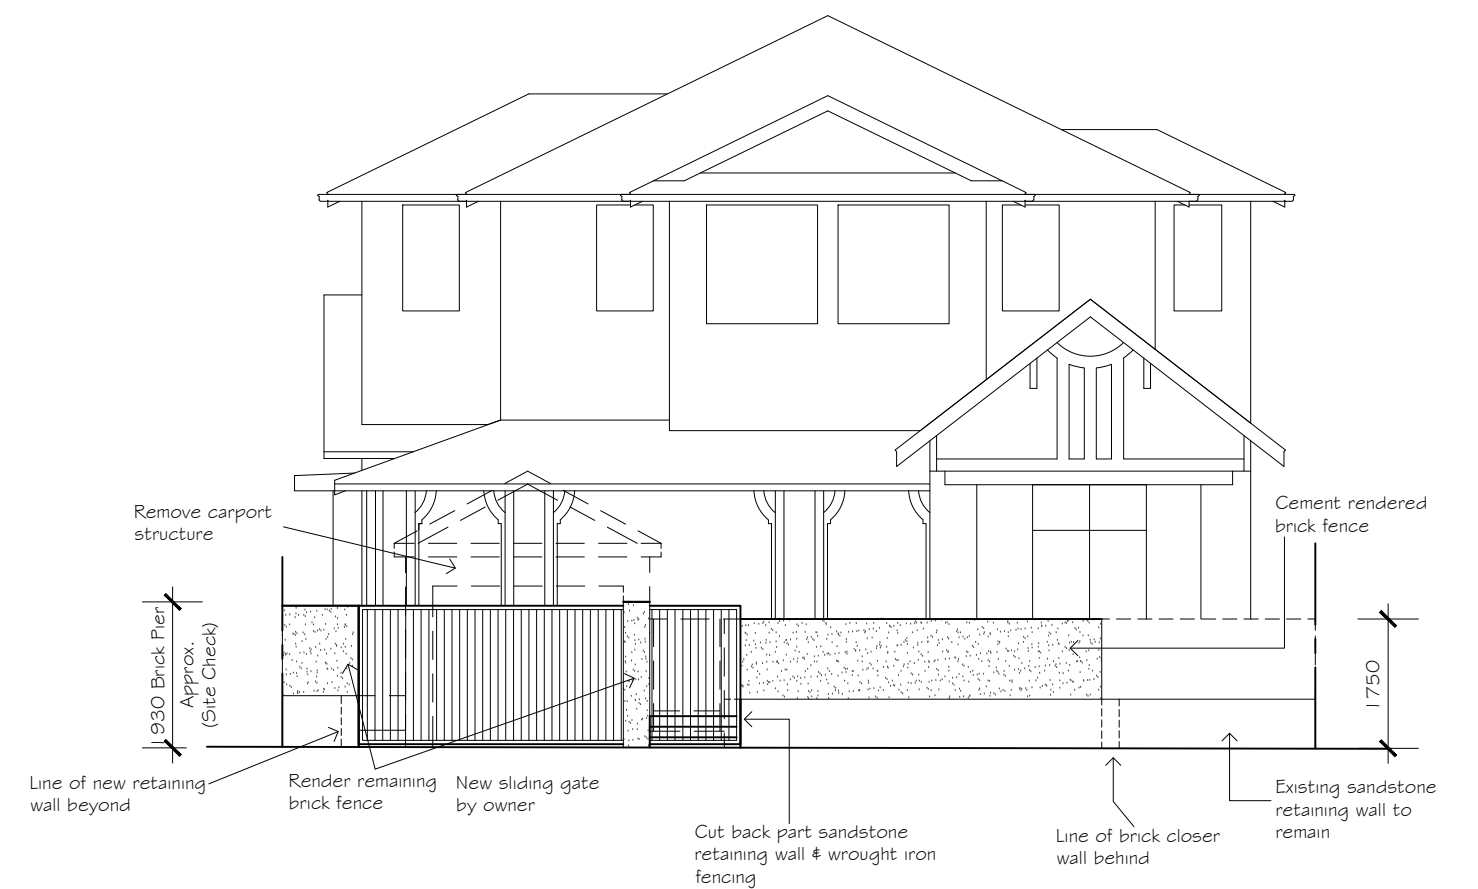 Remove carport
structure
Cement rendered
brick fence
1930 Brick Pier
Approx.
(Site Check)
1750
Line of new retaining
wall beyond
Render remaining
brick fence
New sliding gate
by owner
Cut back part sandstone
retaining wall & wrought iron
fencing
Line of brick closer
wall behind
Existing sandstone
retaining wall to
remain